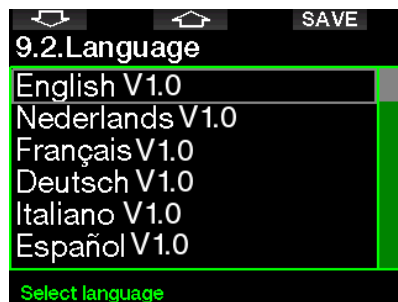 SAVE
9.2.Language
English V1.0
Nederlands V1.0
Français V1.0
Deutsch V1.0
Italiano V1.0
Español V1.0
Select language